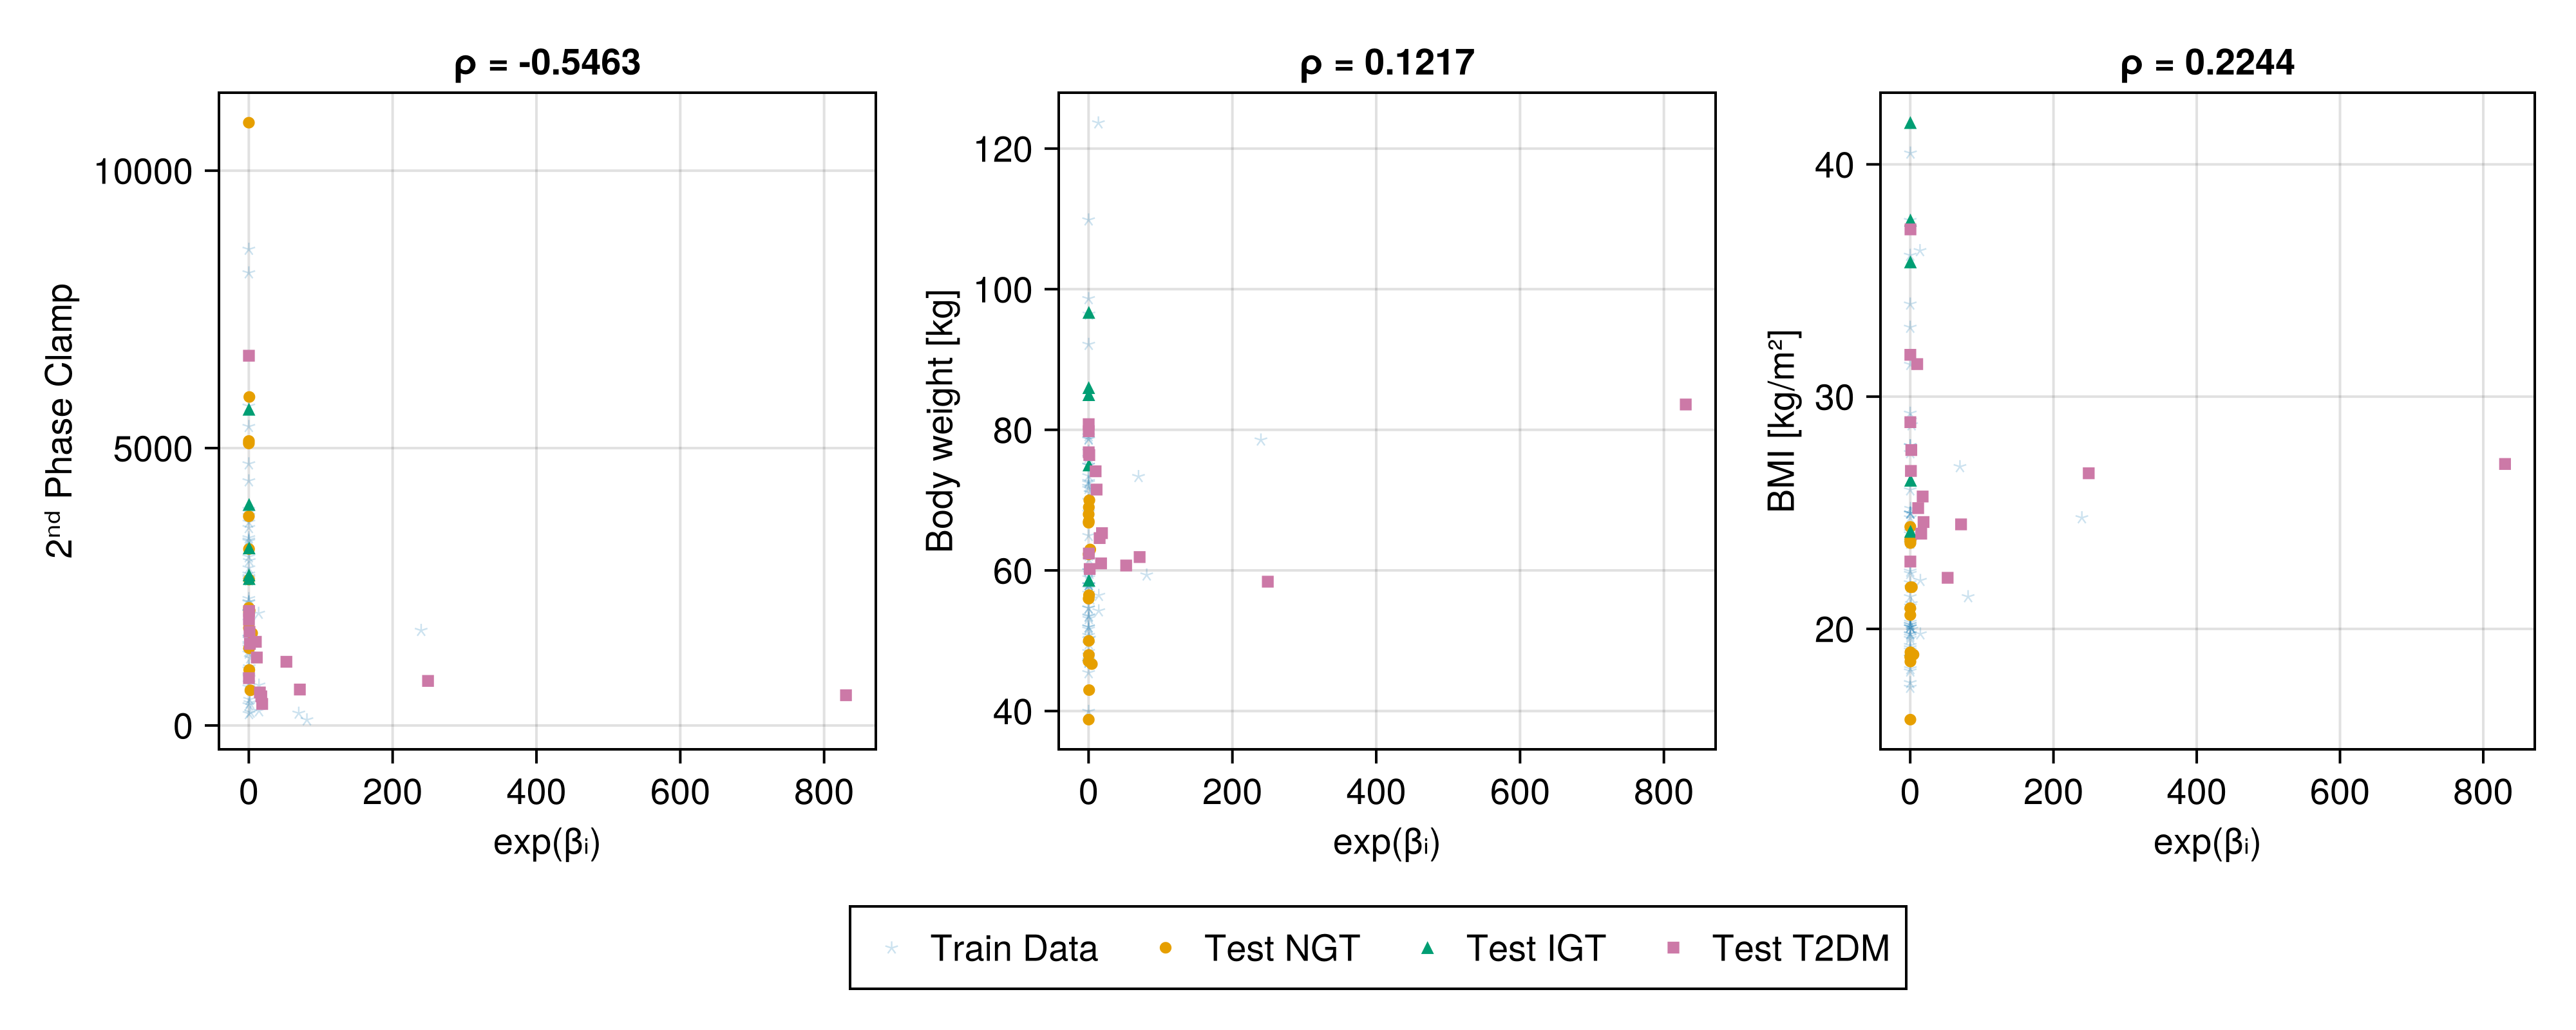 ρ = -0.5463
2ⁿᵈ Phase Clamp
10000
5000
0
0 200 400 600 800
exp(βᵢ)
ρ = 0.1217
Body weight [kg]
120
100
80
60
40
0 200 400 600 800
exp(βᵢ)
ρ = 0.2244
BMI [kg/m²]
40
30
20
0 200 400 600 800
exp(βᵢ)
Train Data Test NGT Test IGT Test T2DM